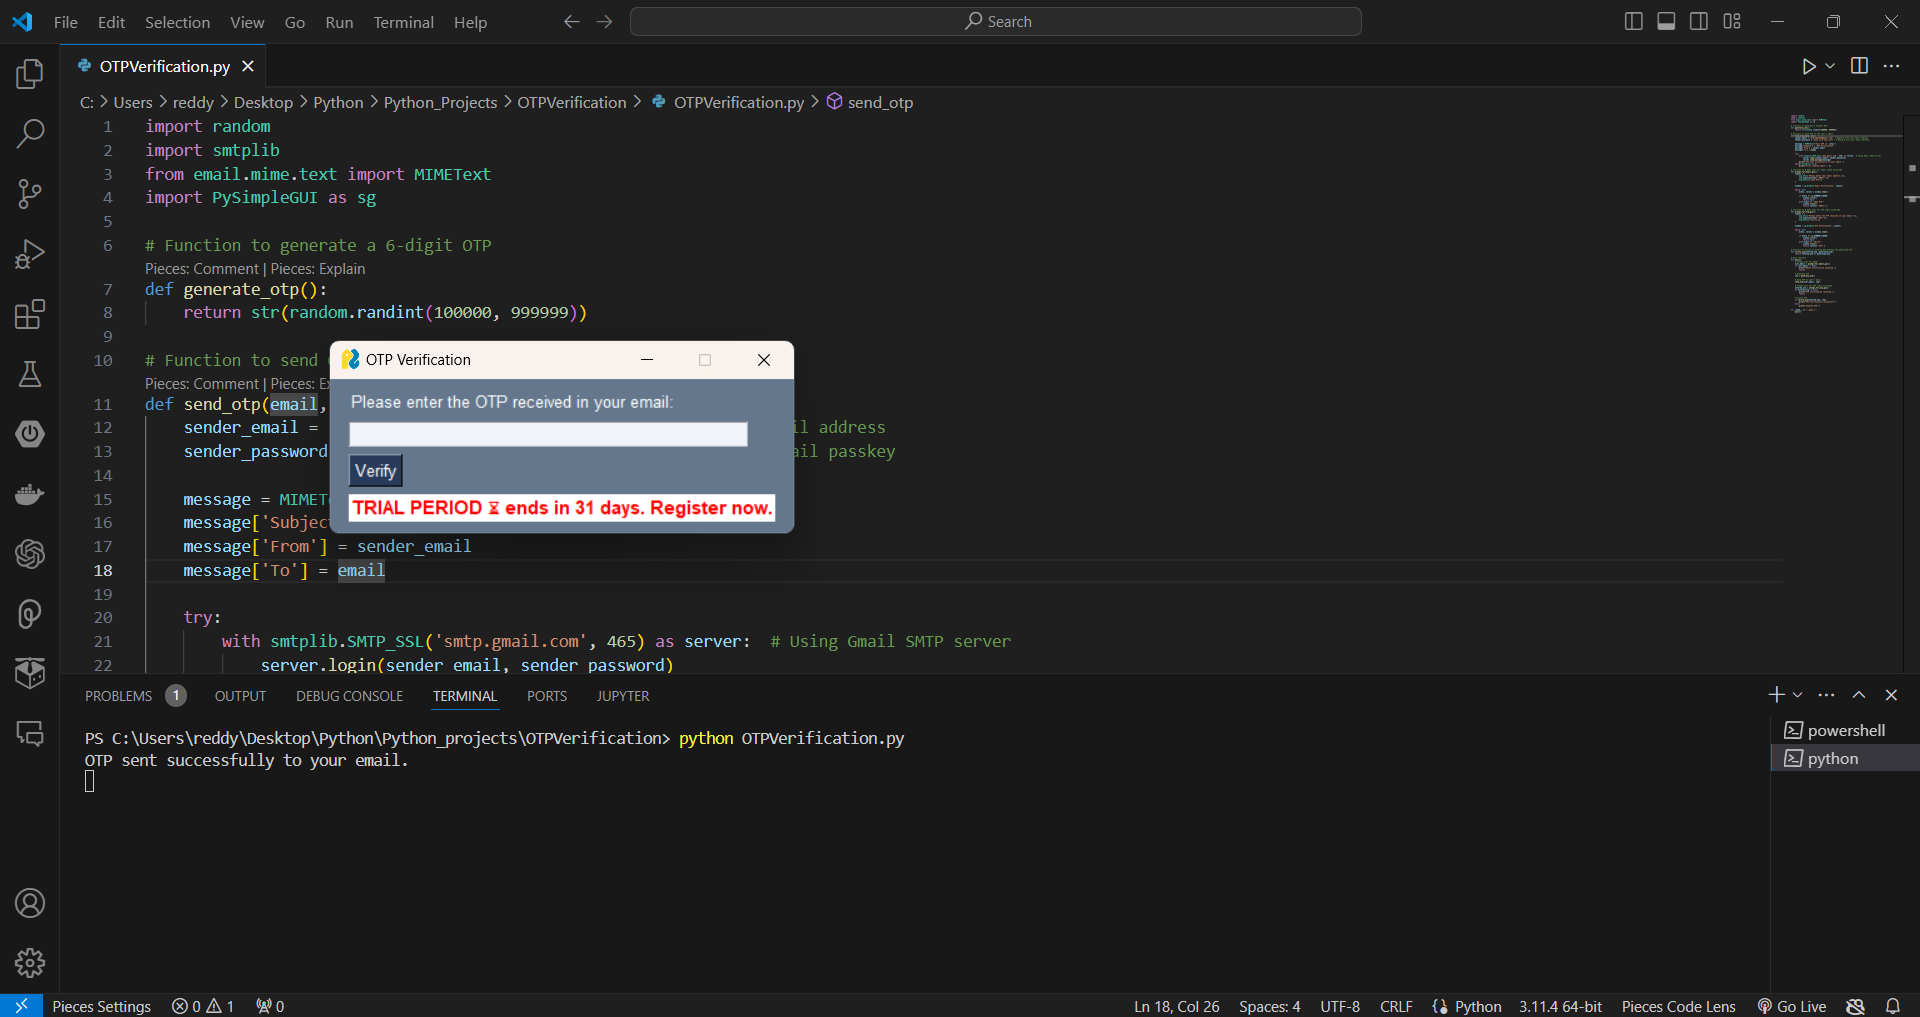 File Edit Selection View Go Run Terminal Help
Search
OTPVerification.py
C: > Users > reddy > Desktop > Python > Python_Projects > OTPVerification > OTPVerification.py > send_otp
1 import random
2 import smtplib
3 from email.mime.text import MIMEText
4 import PySimpleGUI as sg
5
6 # Function to generate a 6-digit OTP
Pieces: Comment | Pieces: Explain
7 def generate_otp():
8 return str(random.randint(100000, 999999))
9
10 # Function to send
Pieces: Comment | Pieces: Ex
11 def send_otp(email,
12 sender_email = il address
13 sender_password ail passkey
14
15 message = MIMET
16 message['Subjec
17 message['From'] = sender_email
18 message['To'] = email
19
20 try:
21 with smtplib.SMTP_SSL('smtp.gmail.com', 465) as server: # Using Gmail SMTP server
22 server.login(sender_email, sender_password)
OTP Verification
Please enter the OTP received in your email:
Verify
TRIAL PERIOD ⏳ ends in 31 days. Register now.
PROBLEMS 1 OUTPUT DEBUG CONSOLE TERMINAL PORTS JUPYTER
PS C:\Users\reddy\Desktop\Python\Python_projects\OTPVerification> python OTPVerification.py
OTP sent successfully to your email.
powershell
python
Pieces Settings 0 1 0 Ln 18, Col 26 Spaces: 4 UTF-8 CRLF Python 3.11.4 64-bit Pieces Code Lens Go Live